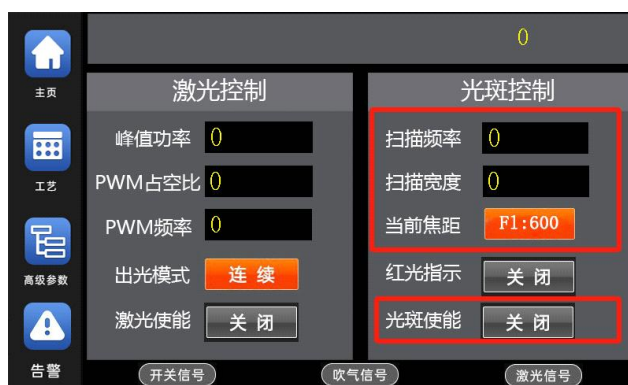 0
主页
工艺
高级参数
告警
激光控制
峰值功率 0
PWM占空比 0
PWM频率 0
出光模式 连续
激光使能 关闭
光斑控制
扫描频率 0
扫描宽度 0
当前焦距 F1:600
红光指示 关闭
光斑使能 关闭
开关信号 吹气信号 激光信号